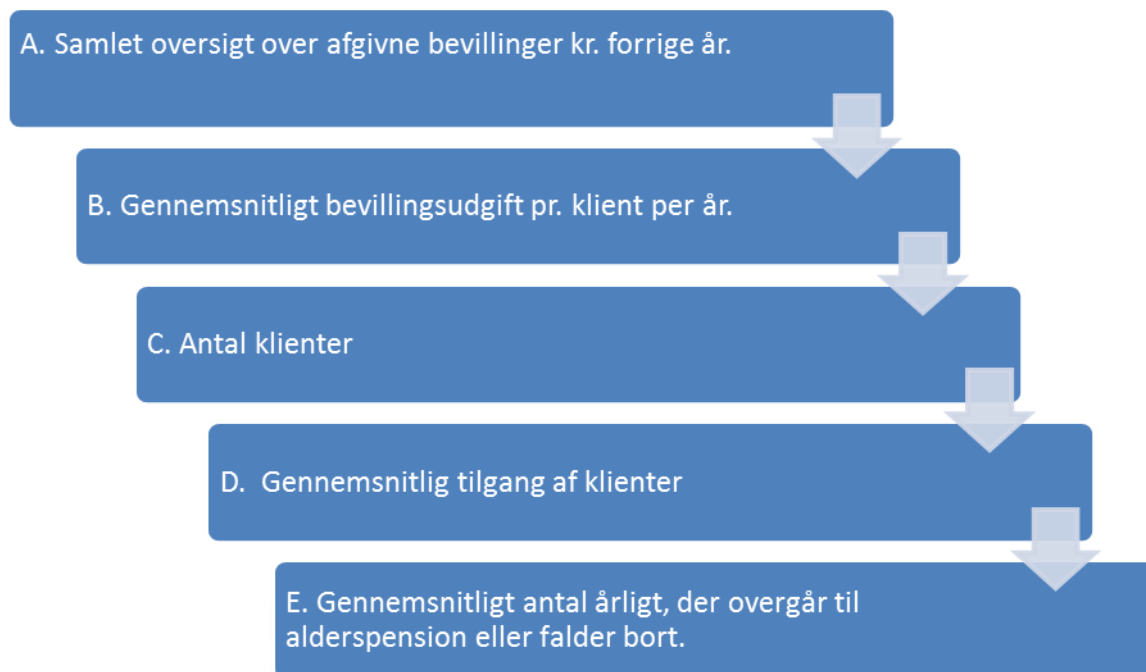 A. Samlet oversigt over afgivne bevillinger kr. forrige år.
B. Gennemsnitligt bevillingsudgift pr. klient per år.
C. Antal klienter
D. Gennemsnitlig tilgang af klienter
E. Gennemsnitligt antal årligt, der overgår til
alderspension eller falder bort.